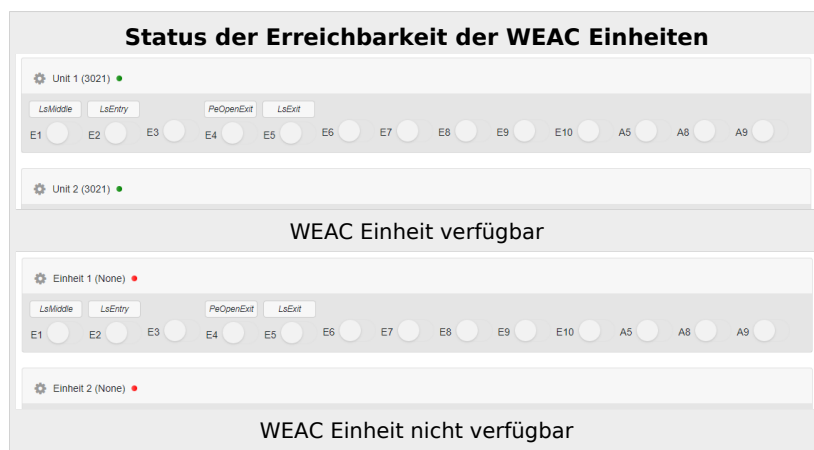 Status der Erreichbarkeit der WEAC Einheiten
Unit 1 (3021)
LsMiddle LsEntry PeOpenExit LsExit
E1 E2 E3 E4 E5 E6 E7 E8 E9 E10 A5 A8 A9
Unit 2 (3021)
WEAC Einheit verfügbar
Einheit 1 (None)
LsMiddle LsEntry PeOpenExit LsExit
E1 E2 E3 E4 E5 E6 E7 E8 E9 E10 A5 A8 A9
Einheit 2 (None)
WEAC Einheit nicht verfügbar